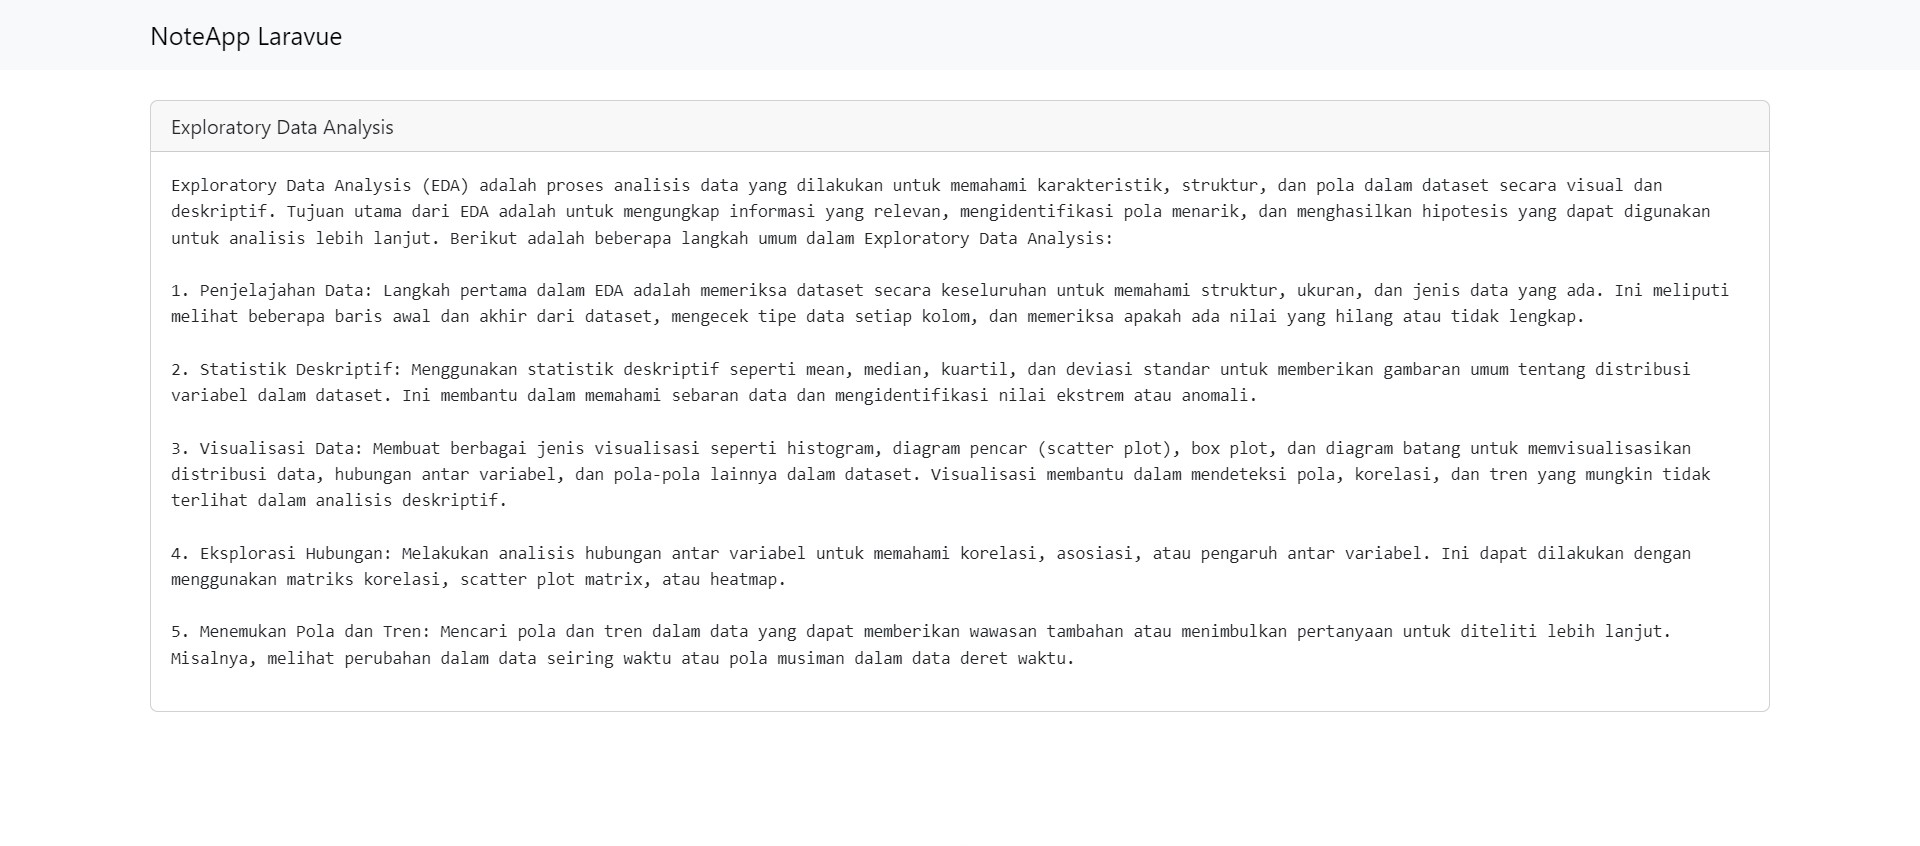 NoteApp Laravue
Exploratory Data Analysis
Exploratory Data Analysis (EDA) adalah proses analisis data yang dilakukan untuk memahami karakteristik, struktur, dan pola dalam dataset secara visual dan
deskriptif. Tujuan utama dari EDA adalah untuk mengungkap informasi yang relevan, mengidentifikasi pola menarik, dan menghasilkan hipotesis yang dapat digunakan
untuk analisis lebih lanjut. Berikut adalah beberapa langkah umum dalam Exploratory Data Analysis:
1. Penjelajahan Data: Langkah pertama dalam EDA adalah memeriksa dataset secara keseluruhan untuk memahami struktur, ukuran, dan jenis data yang ada. Ini meliputi
melihat beberapa baris awal dan akhir dari dataset, mengecek tipe data setiap kolom, dan memeriksa apakah ada nilai yang hilang atau tidak lengkap.
2. Statistik Deskriptif: Menggunakan statistik deskriptif seperti mean, median, kuartil, dan deviasi standar untuk memberikan gambaran umum tentang distribusi
variabel dalam dataset. Ini membantu dalam memahami sebaran data dan mengidentifikasi nilai ekstrem atau anomali.
3. Visualisasi Data: Membuat berbagai jenis visualisasi seperti histogram, diagram pencar (scatter plot), box plot, dan diagram batang untuk memvisualisasikan
distribusi data, hubungan antar variabel, dan pola-pola lainnya dalam dataset. Visualisasi membantu dalam mendeteksi pola, korelasi, dan tren yang mungkin tidak
terlihat dalam analisis deskriptif.
4. Eksplorasi Hubungan: Melakukan analisis hubungan antar variabel untuk memahami korelasi, asosiasi, atau pengaruh antar variabel. Ini dapat dilakukan dengan
menggunakan matriks korelasi, scatter plot matrix, atau heatmap.
5. Menemukan Pola dan Tren: Mencari pola dan tren dalam data yang dapat memberikan wawasan tambahan atau menimbulkan pertanyaan untuk diteliti lebih lanjut.
Misalnya, melihat perubahan dalam data seiring waktu atau pola musiman dalam data deret waktu.